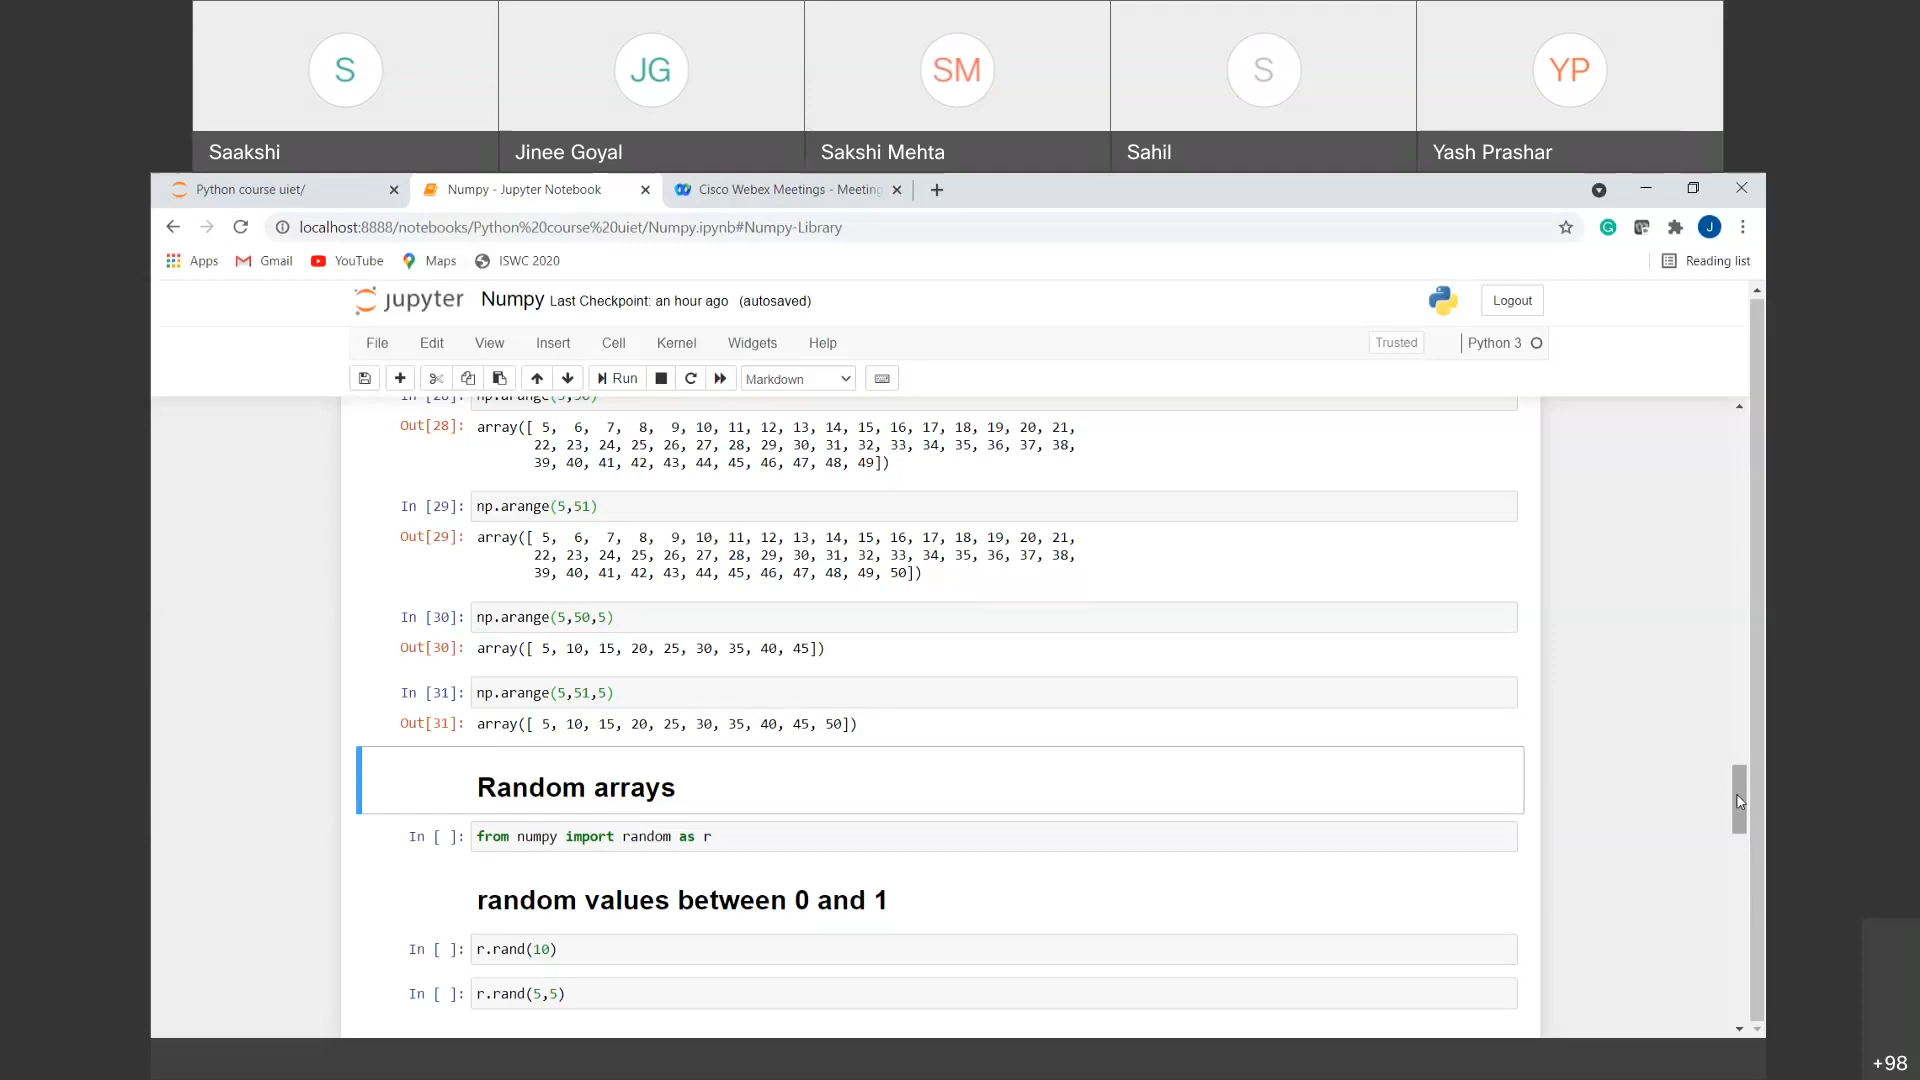 S
JG
SM
S
YP
Saakshi
Jinee Goyal
Sakshi Mehta
Sahil
Yash Prashar
Python course uiet/
Numpy - Jupyter Notebook
Cisco Webex Meetings - Meeting
localhost:8888/notebooks/Python%20course%20uiet/Numpy.ipynb#Numpy-Library
G
J
Apps
Gmail
YouTube
Maps
ISWC 2020
Reading list
jupyter
Numpy Last Checkpoint: an hour ago (autosaved)
Logout
File Edit View Insert Cell Kernel Widgets Help
Trusted
Python 3
Run
Markdown
Out[28]: array([ 5, 6, 7, 8, 9, 10, 11, 12, 13, 14, 15, 16, 17, 18, 19, 20, 21,
22, 23, 24, 25, 26, 27, 28, 29, 30, 31, 32, 33, 34, 35, 36, 37, 38,
39, 40, 41, 42, 43, 44, 45, 46, 47, 48, 49])
In [29]: np.arange(5,51)
Out[29]: array([ 5, 6, 7, 8, 9, 10, 11, 12, 13, 14, 15, 16, 17, 18, 19, 20, 21,
22, 23, 24, 25, 26, 27, 28, 29, 30, 31, 32, 33, 34, 35, 36, 37, 38,
39, 40, 41, 42, 43, 44, 45, 46, 47, 48, 49, 50])
In [30]: np.arange(5,50,5)
Out[30]: array([ 5, 10, 15, 20, 25, 30, 35, 40, 45])
In [31]: np.arange(5,51,5)
Out[31]: array([ 5, 10, 15, 20, 25, 30, 35, 40, 45, 50])
Random arrays
In [ ]: from numpy import random as r
random values between 0 and 1
In [ ]: r.rand(10)
In [ ]: r.rand(5,5)
+98